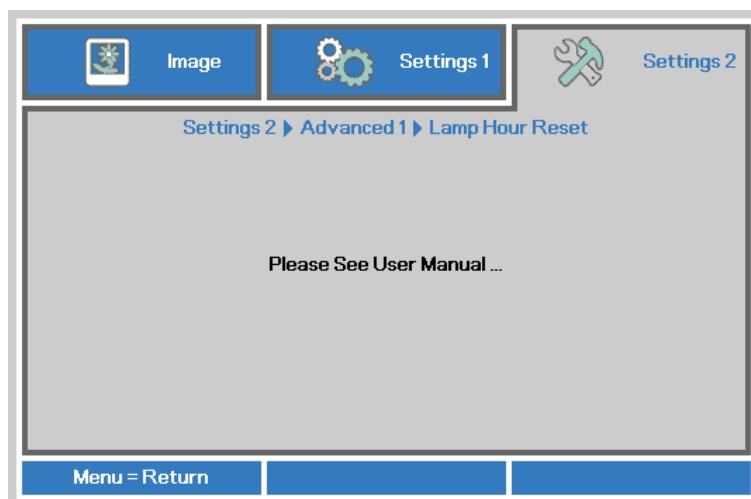 Image
Settings 1
Settings 2
Settings 2 ▶ Advanced 1 ▶ Lamp Hour Reset
Please See User Manual ...
Menu = Return